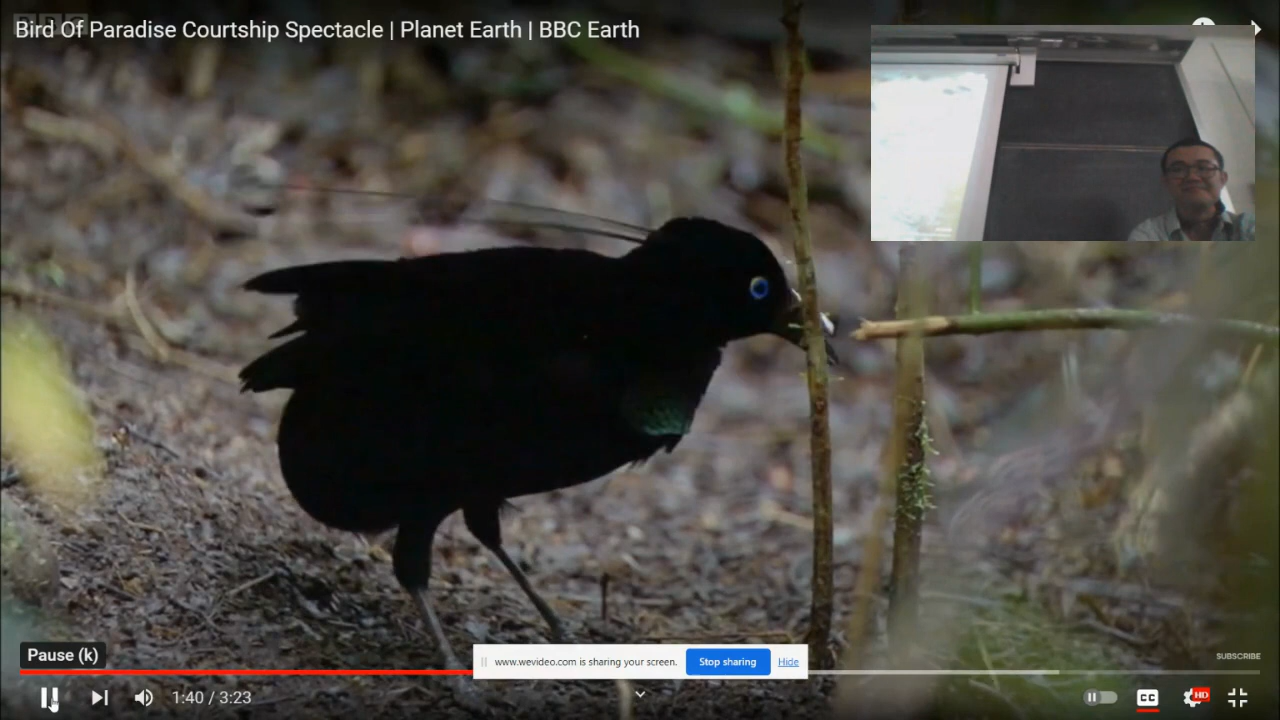 Bird Of Paradise Courtship Spectacle | Planet Earth | BBC Earth
Pause (k)
www.wevideo.com is sharing your screen.
Stop sharing
Hide
SUBSCRIBE
1:40 / 3:23
CC
HD